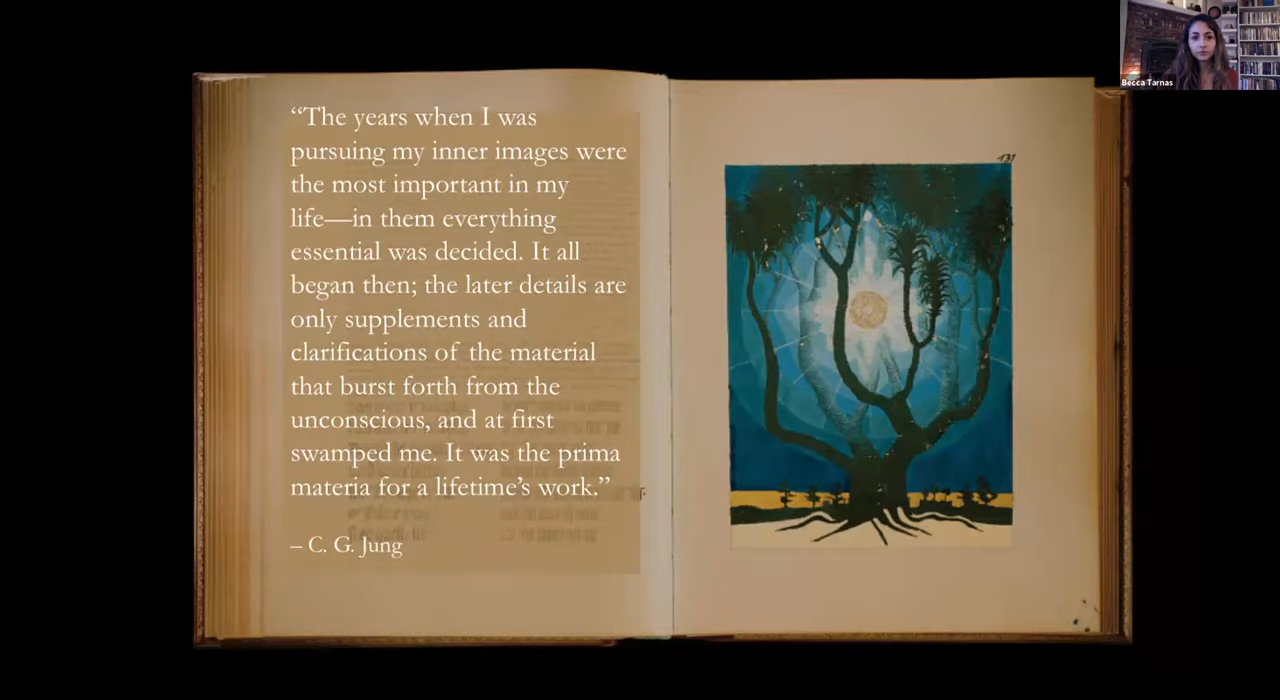 Becca Tarnas
“The years when I was
pursuing my inner images were
the most important in my
life—in them everything
essential was decided. It all
began then; the later details are
only supplements and
clarifications of the material
that burst forth from the
unconscious, and at first
swamped me. It was the prima
materia for a lifetime’s work.”
– C. G. Jung
131